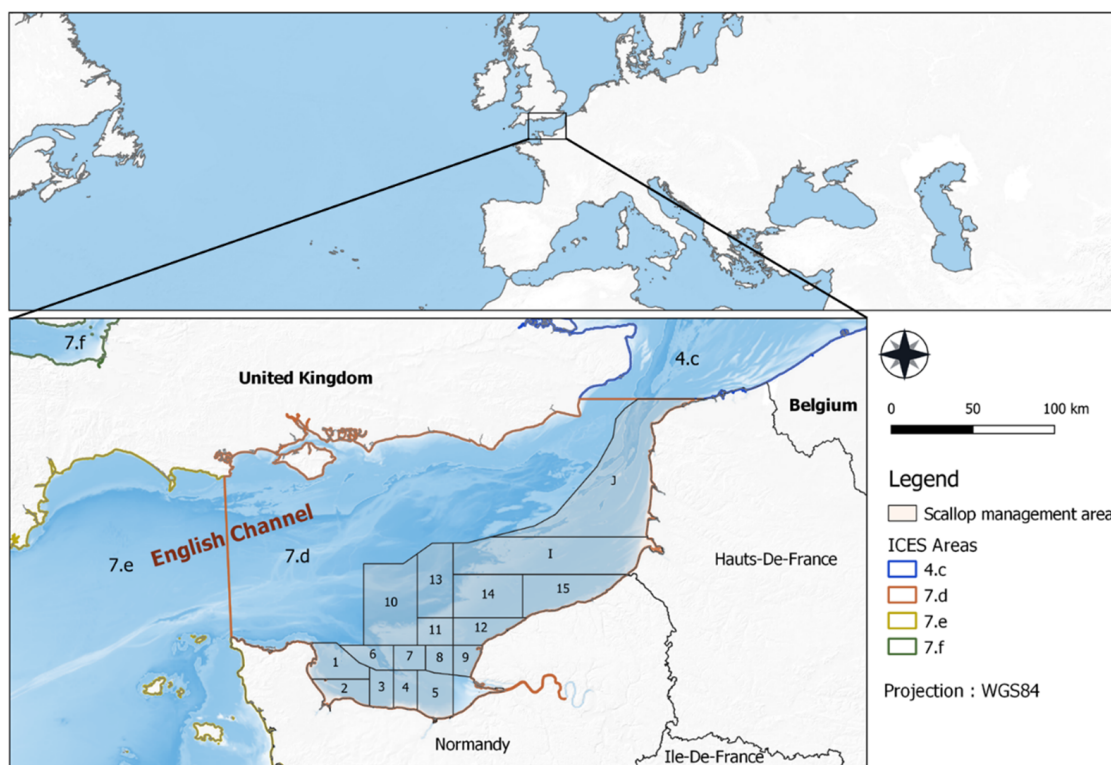 7.f
4.c
United Kingdom
Belgium
0 50 100 km
Legend
Scallop management area
ICES Areas
4.c
7.d
7.e
7.f
Projection : WGS84
English Channel
7.e
7.d
J
I
Hauts-De-France
13
10
14
15
11
12
6
7
8
9
1
2
3
4
5
Normandy
Ile-De-France